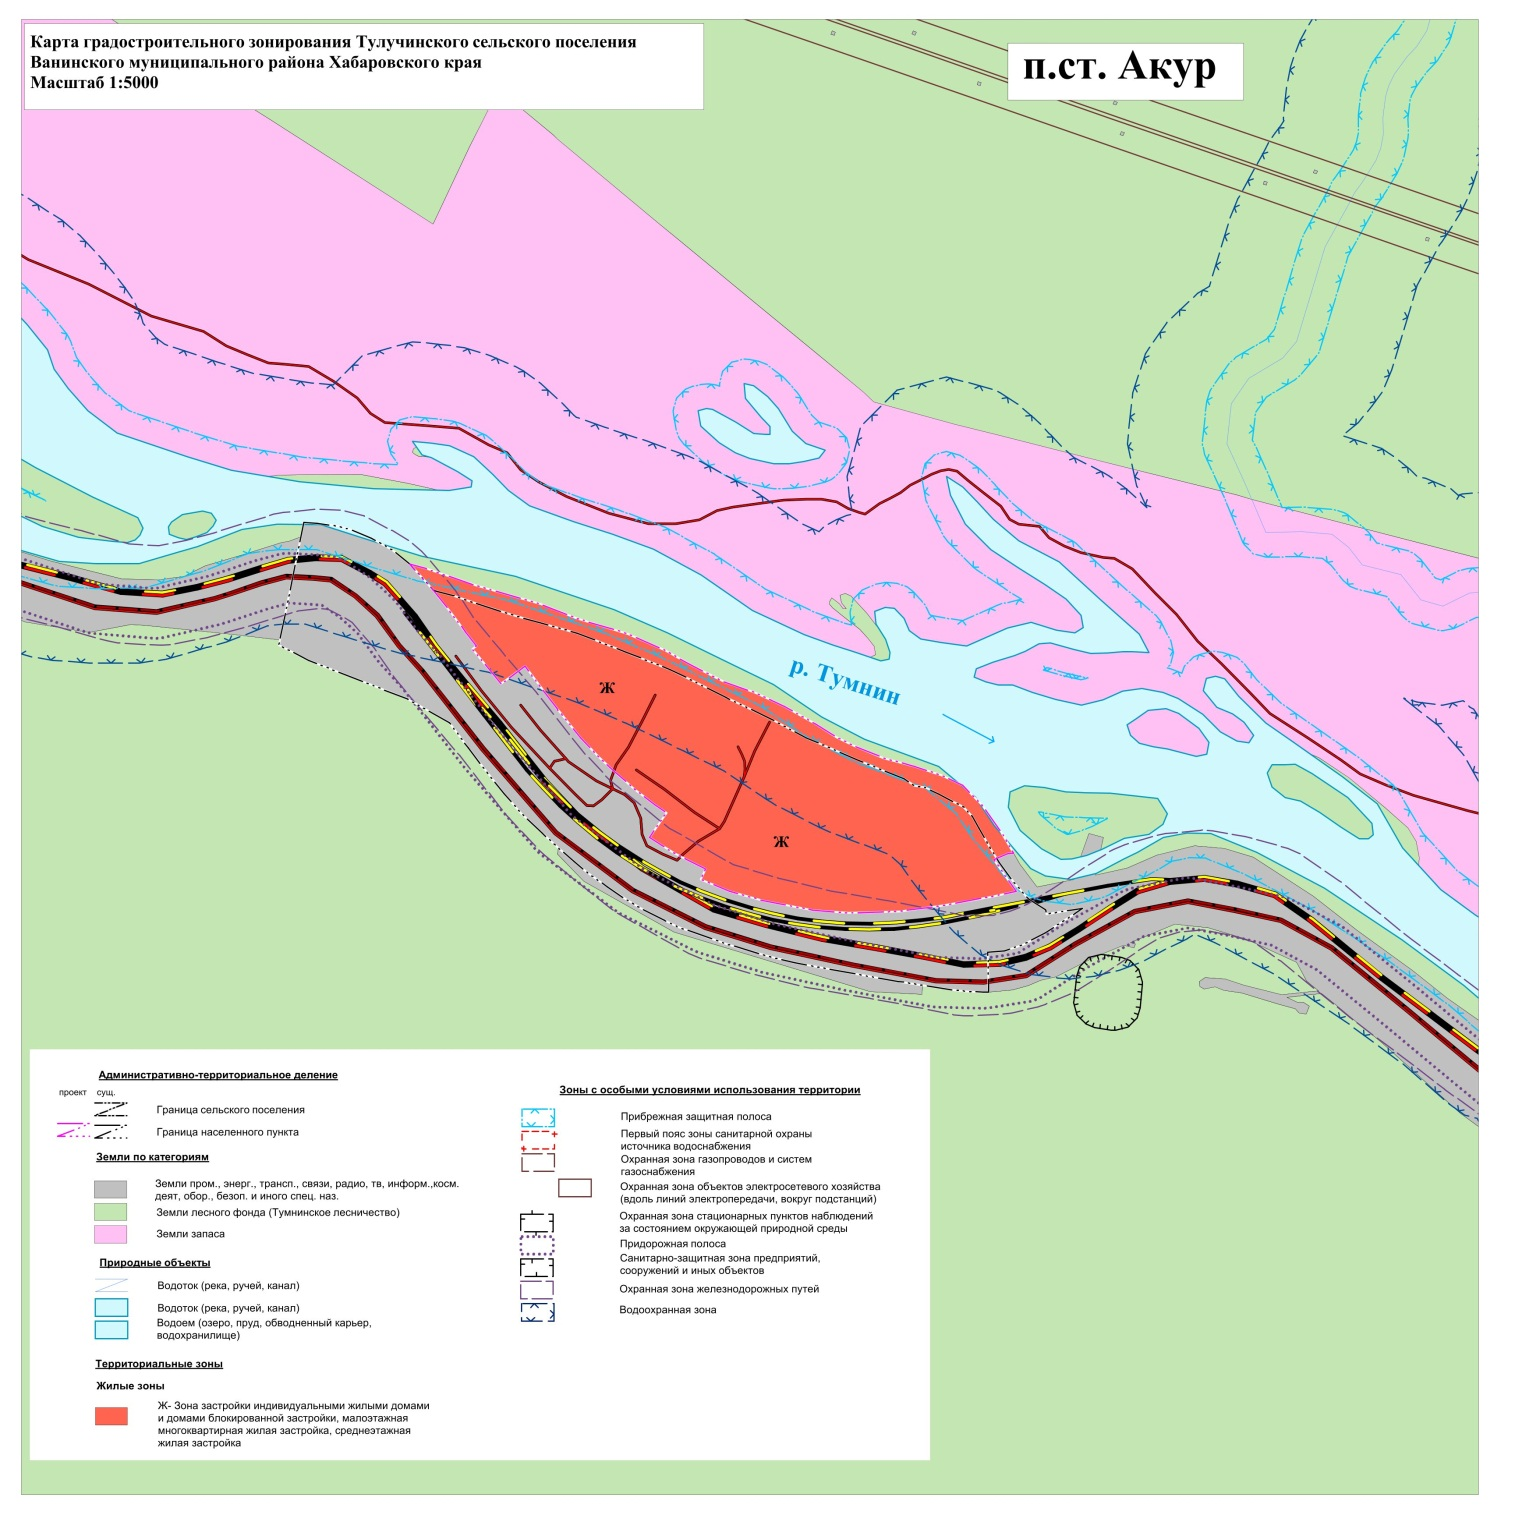 Карта градостроительного зонирования Тулучинского сельского поселения
Ванинского муниципального района Хабаровского края
Масштаб 1:5000
п.ст. Акур
р. Тумнин
Ж
Ж
Административно-территориальное деление
проект сущ.
Граница сельского поселения
Граница населенного пункта
Земли по категориям
Земли пром., энерг., трансп., связи, радио, тв, информ.,косм.
деят, обор., безоп. и иного спец. наз.
Земли лесного фонда (Тумнинское лесничество)
Земли запаса
Природные объекты
Водоток (река, ручей, канал)
Водоток (река, ручей, канал)
Водоем (озеро, пруд, обводненный карьер,
водохранилище)
Территориальные зоны
Жилые зоны
Ж- Зона застройки индивидуальными жилыми домами
и домами блокированной застройки, малоэтажная
многоквартирная жилая застройка, среднеэтажная
жилая застройка
Зоны с особыми условиями использования территории
Прибрежная защитная полоса
Первый пояс зоны санитарной охраны
источника водоснабжения
Охранная зона газопроводов и систем
газоснабжения
Охранная зона объектов электросетевого хозяйства
(вдоль линий электропередачи, вокруг подстанций)
Охранная зона стационарных пунктов наблюдений
за состоянием окружающей природной среды
Придорожная полоса
Санитарно-защитная зона предприятий,
сооружений и иных объектов
Охранная зона железнодорожных путей
Водоохранная зона